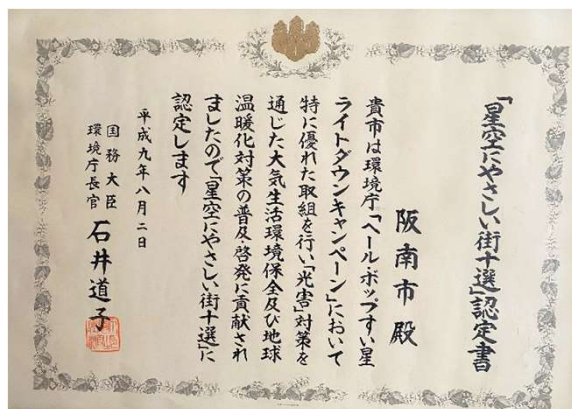 「星空にやさしい街十選」認定書
阪南市殿
貴市は環境庁「ヘール・ボップすい星
ライトダウンキャンペーン」において
特に優れた取組を行い「光害」対策を
通じた大気生活環境保全及び地球
温暖化対策の普及・啓発に貢献され
ましたので「星空にやさしい街十選」に
認定します
平成九年八月二日
国務大臣
環境庁長官 石井道子